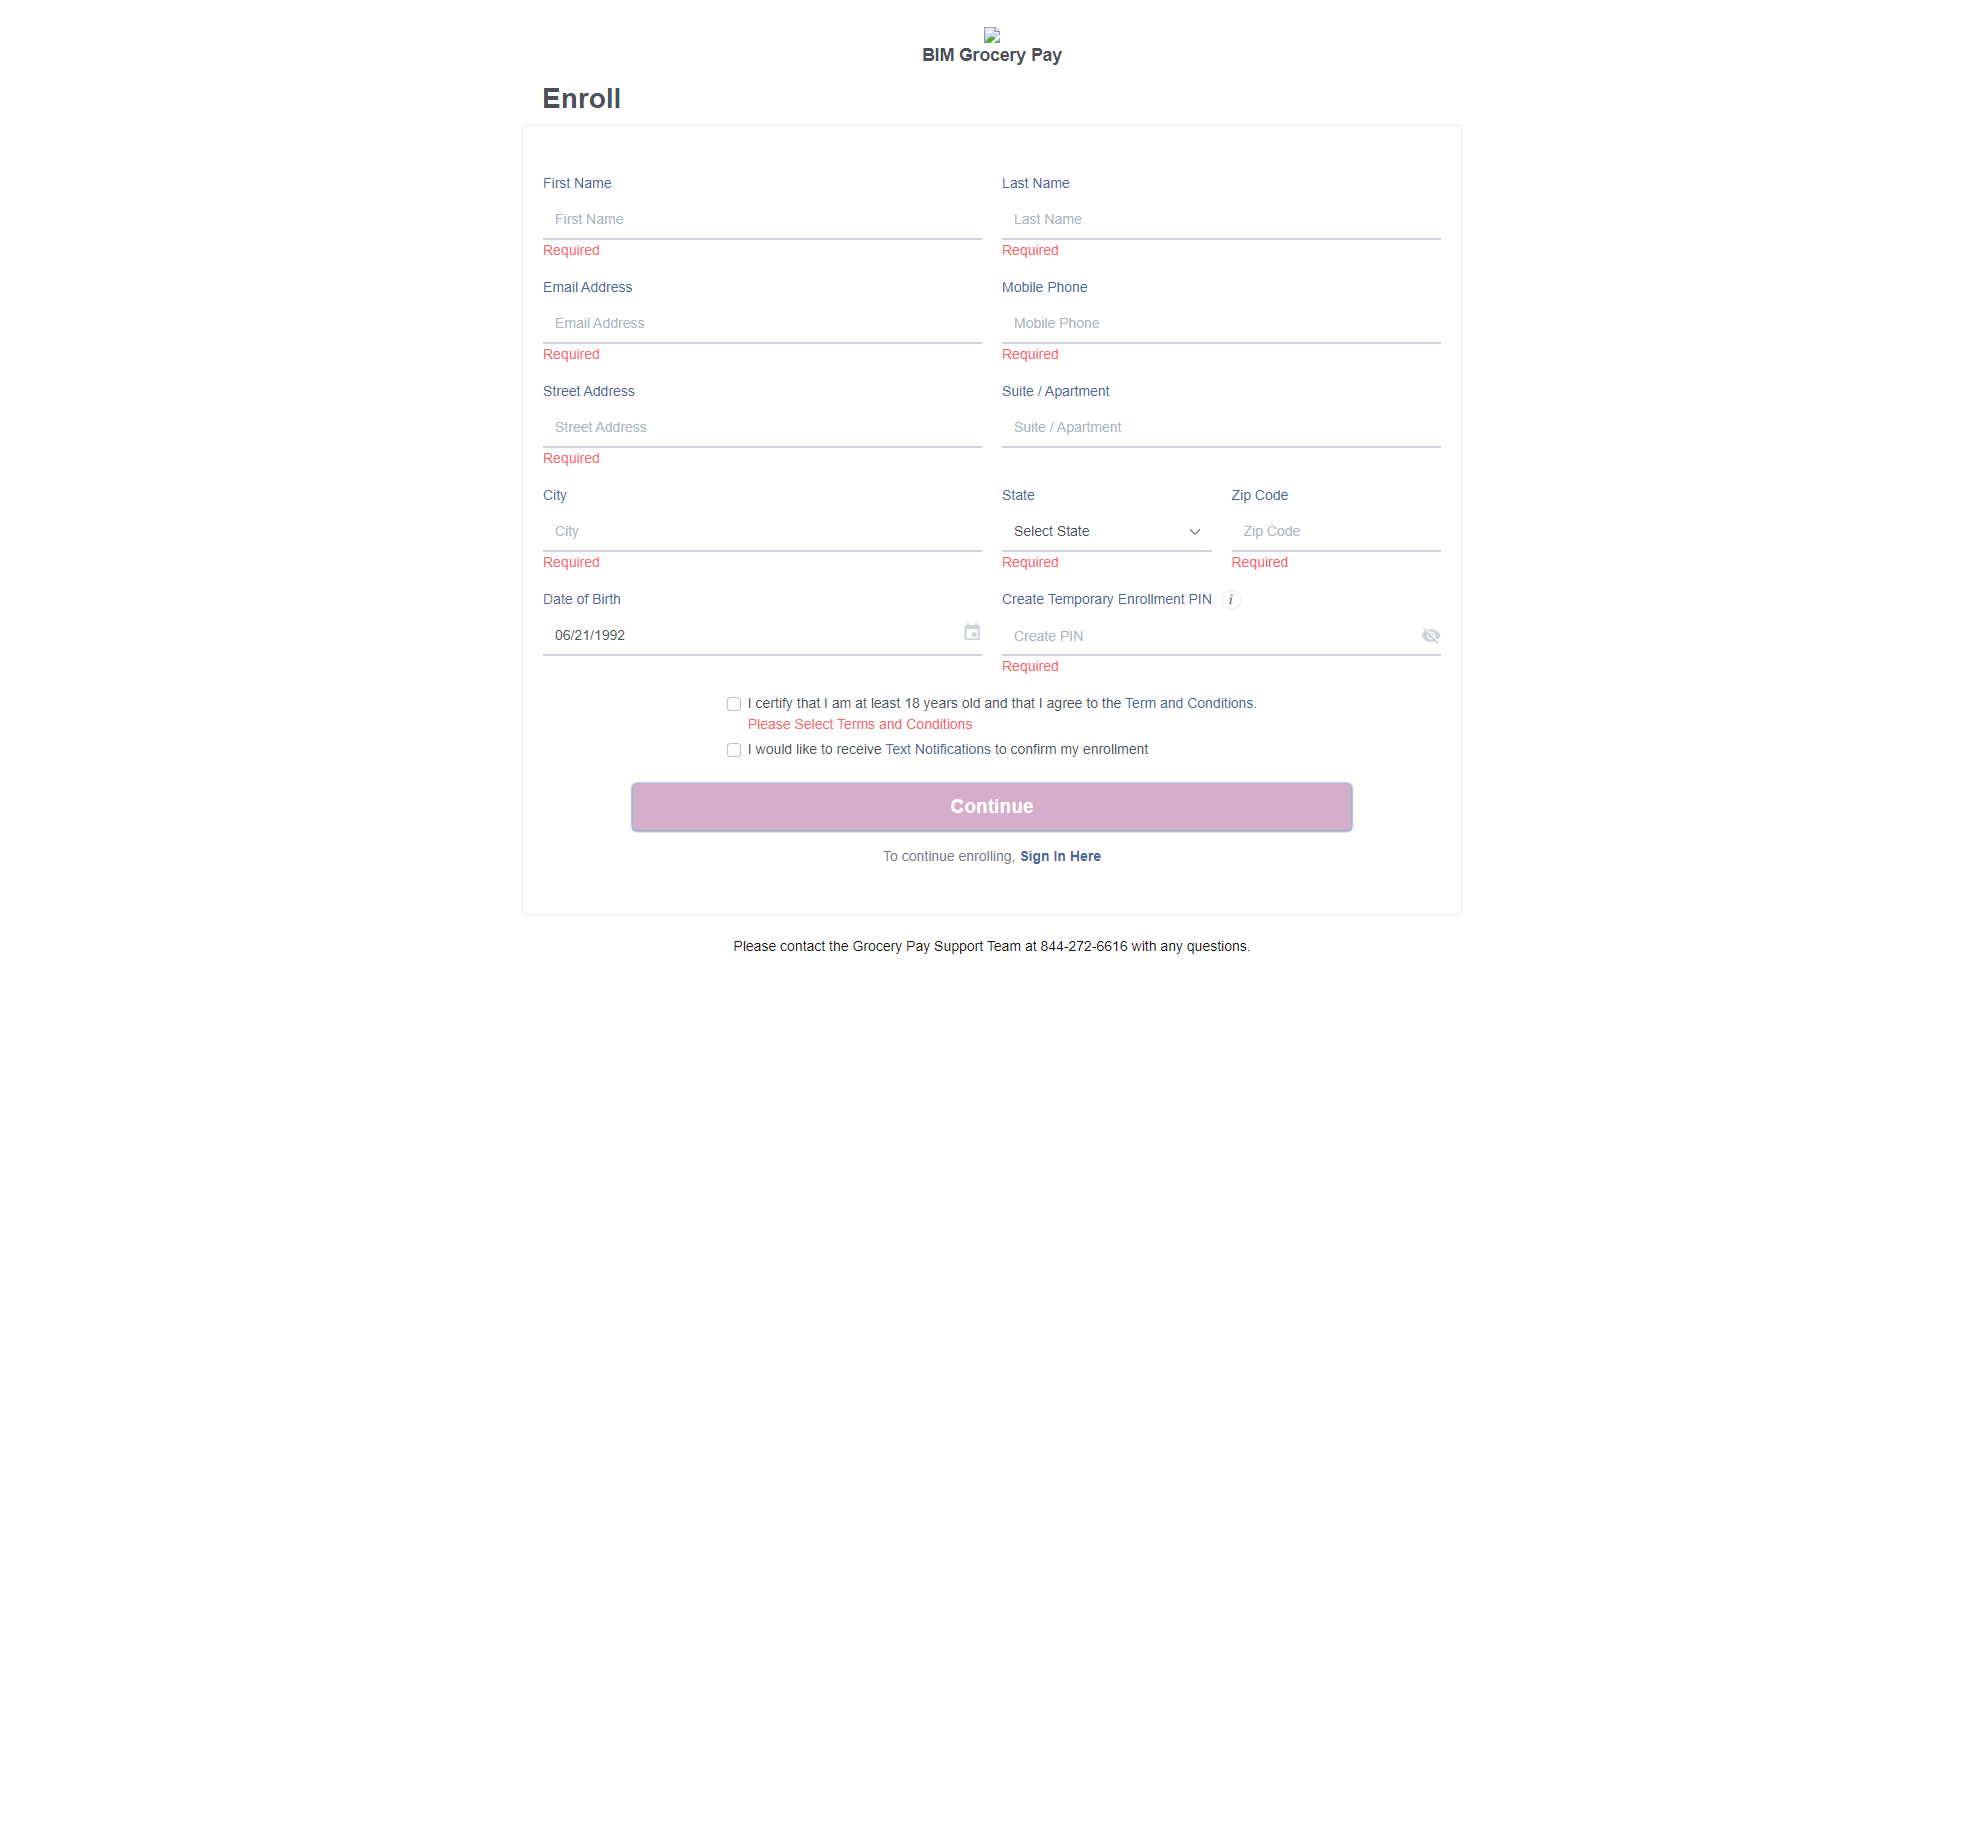 BIM Grocery Pay
Enroll
First Name
Last Name
First Name
Last Name
Required
Required
Email Address
Mobile Phone
Email Address
Mobile Phone
Required
Required
Street Address
Suite / Apartment
Street Address
Suite / Apartment
Required
City
State
Zip Code
City
Select State
Zip Code
Required
Required
Required
Date of Birth
Create Temporary Enrollment PIN i
06/21/1992
Create PIN
Required
I certify that I am at least 18 years old and that I agree to the Term and Conditions.
Please Select Terms and Conditions
I would like to receive Text Notifications to confirm my enrollment
Continue
To continue enrolling, Sign In Here
Please contact the Grocery Pay Support Team at 844-272-6616 with any questions.